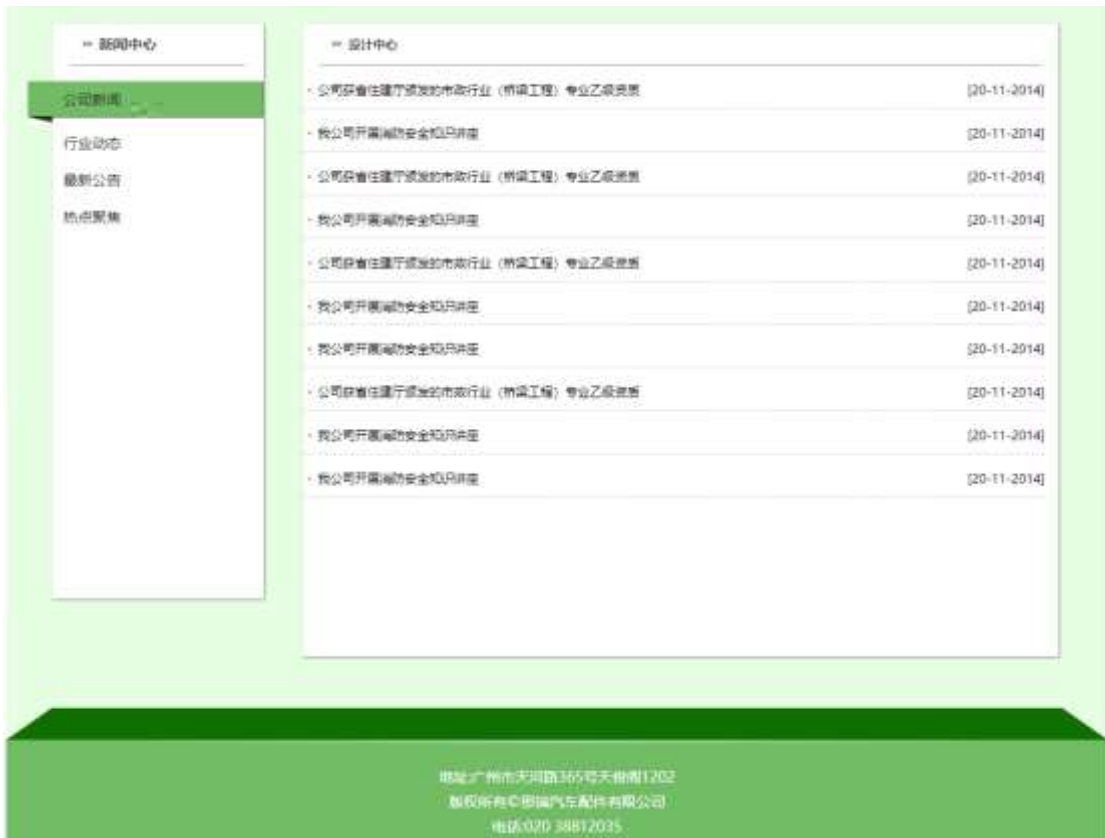 新闻中心
公司新闻
行业动态
最新公告
热点聚焦
设计中心
· 公司获省住建厅颁发的市政行业（桥梁工程）专业乙级资质 [20-11-2014]
· 我公司开展消防安全知识讲座 [20-11-2014]
· 公司获省住建厅颁发的市政行业（桥梁工程）专业乙级资质 [20-11-2014]
· 我公司开展消防安全知识讲座 [20-11-2014]
· 公司获省住建厅颁发的市政行业（桥梁工程）专业乙级资质 [20-11-2014]
· 我公司开展消防安全知识讲座 [20-11-2014]
· 我公司开展消防安全知识讲座 [20-11-2014]
· 公司获省住建厅颁发的市政行业（桥梁工程）专业乙级资质 [20-11-2014]
· 我公司开展消防安全知识讲座 [20-11-2014]
· 我公司开展消防安全知识讲座 [20-11-2014]
地址:广州市天河路365号天俊阁1202
版权所有©汽车配件有限公司
电话:020 38812035